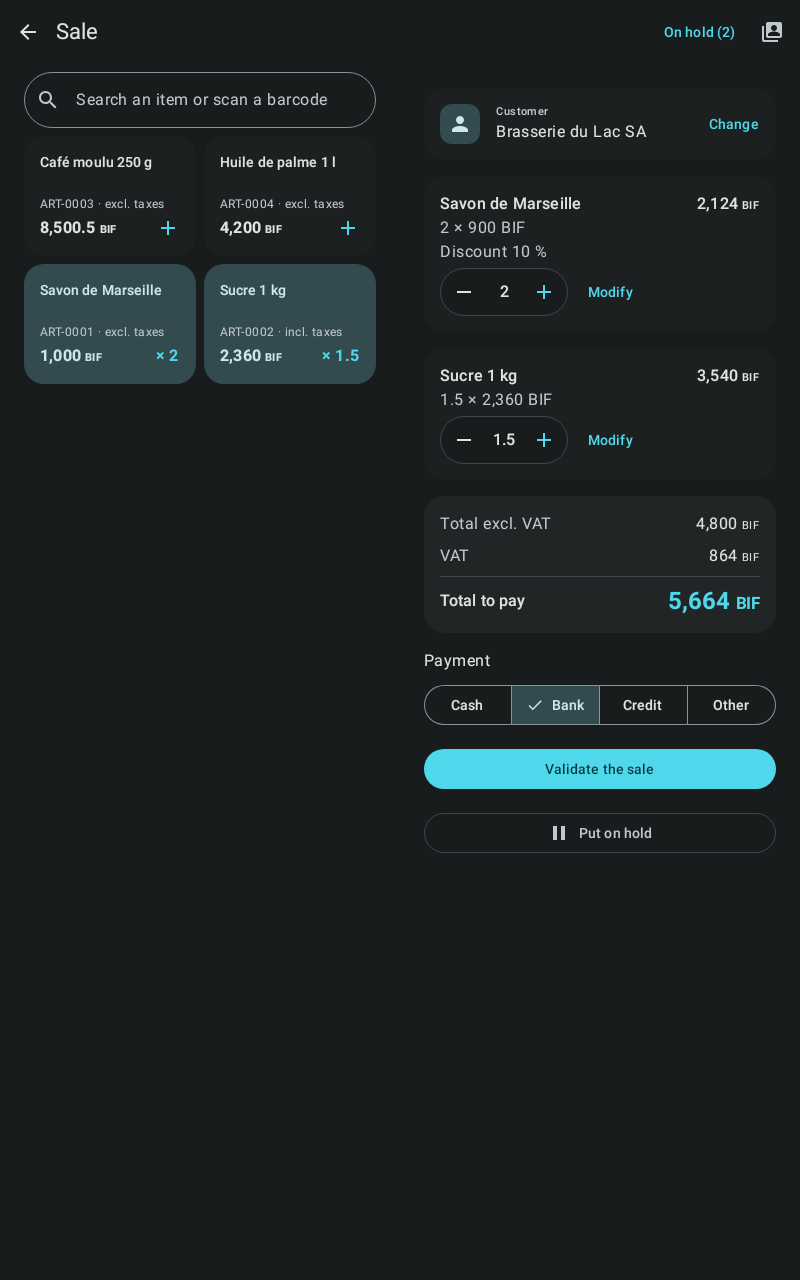 Sale
On hold (2)
Search an item or scan a barcode
Café moulu 250 g
ART-0003 · excl. taxes
8,500.5 BIF
Huile de palme 1 l
ART-0004 · excl. taxes
4,200 BIF
Savon de Marseille
ART-0001 · excl. taxes
1,000 BIF × 2
Sucre 1 kg
ART-0002 · incl. taxes
2,360 BIF × 1.5
Customer
Brasserie du Lac SA
Change
Savon de Marseille 2,124 BIF
2 × 900 BIF
Discount 10 %
2 Modify
Sucre 1 kg 3,540 BIF
1.5 × 2,360 BIF
1.5 Modify
Total excl. VAT 4,800 BIF
VAT 864 BIF
Total to pay 5,664 BIF
Payment
Cash Bank Credit Other
Validate the sale
Put on hold